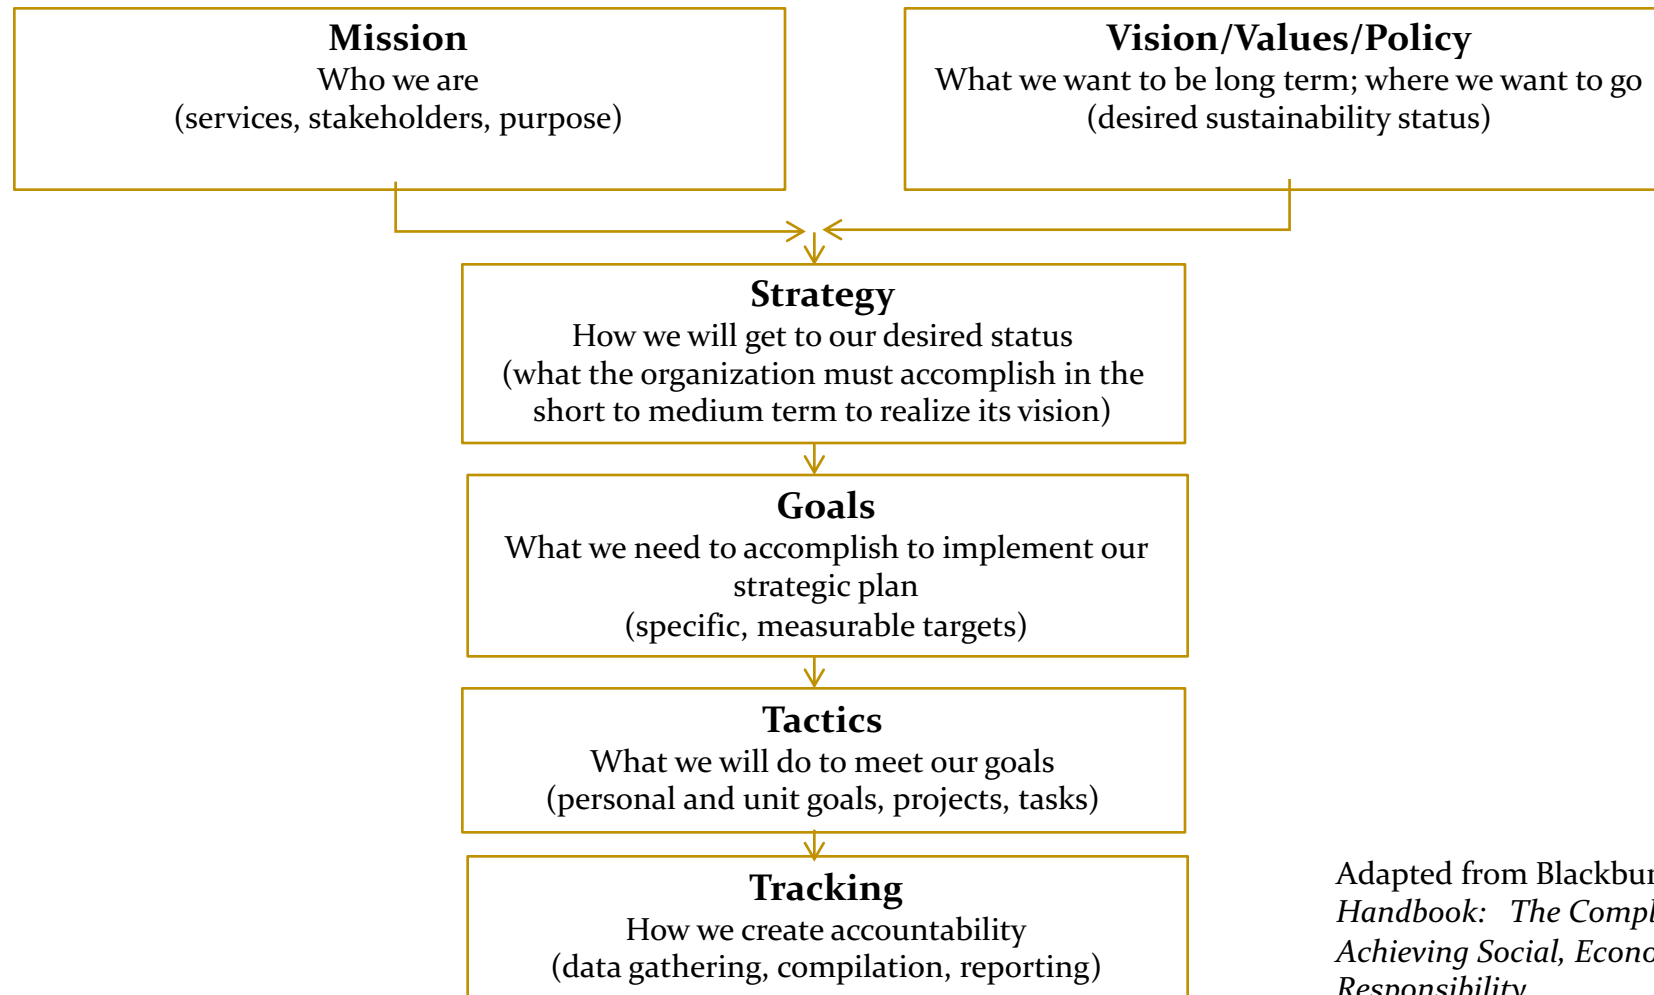 Mission
Who we are
(services, stakeholders, purpose)
Vision/Values/Policy
What we want to be long term; where we want to go
(desired sustainability status)
Strategy
How we will get to our desired status
(what the organization must accomplish in the
short to medium term to realize its vision)
Goals
What we need to accomplish to implement our
strategic plan
(specific, measurable targets)
Tactics
What we will do to meet our goals
(personal and unit goals, projects, tasks)
Tracking
How we create accountability
(data gathering, compilation, reporting)
Adapted from
Handbook: The
Achieving Social,
Responsibility